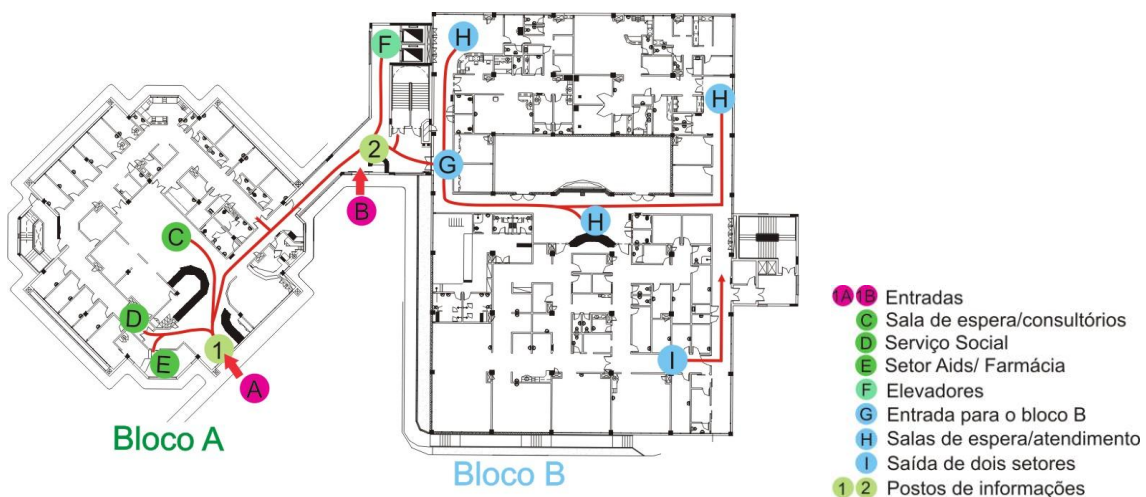 F
H
H
2
G
B
H
C
D
1
E
I
A
Bloco A
Bloco B
1A 1B Entradas
C Sala de espera/consultórios
D Serviço Social
E Setor Aids/ Farmácia
F Elevadores
G Entrada para o bloco B
H Salas de espera/atendimento
I Saída de dois setores
1 2 Postos de informações